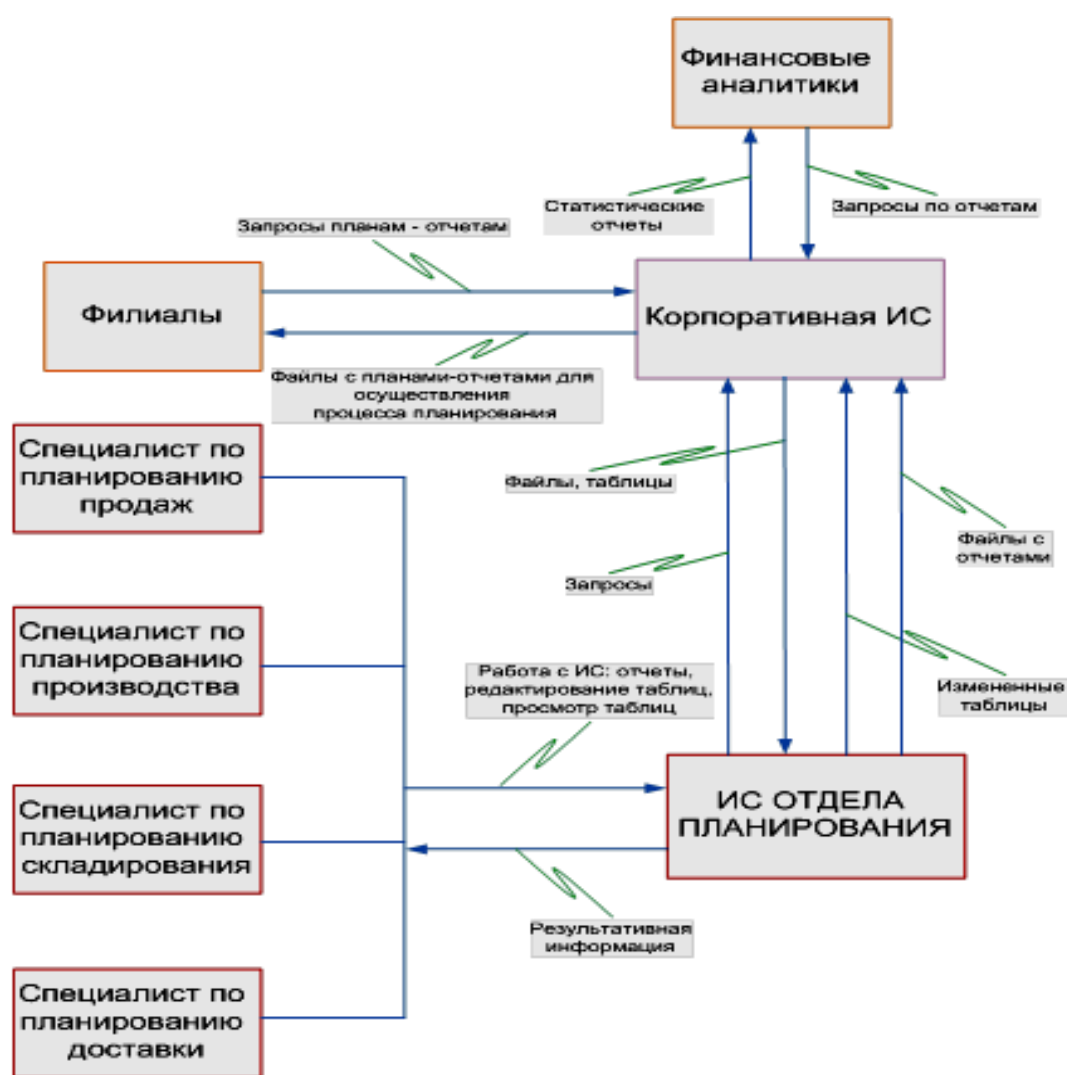 Финансовые
аналитики
Статистические
отчеты
Запросы по отчетам
Запросы планам - отчетам
Филиалы
Корпоративная ИС
Файлы с планами-отчетами для
осуществления
процесса планирования
Специалист по
планированию
продаж
Файлы, таблицы
Файлы с
отчетами
Запросы
Специалист по
планированию
производства
Работа с ИС: отчеты,
редактирование таблиц,
просмотр таблиц
Измененные
таблицы
ИС ОТДЕЛА
ПЛАНИРОВАНИЯ
Специалист по
планированию
складирования
Результативная
информация
Специалист по
планированию
доставки